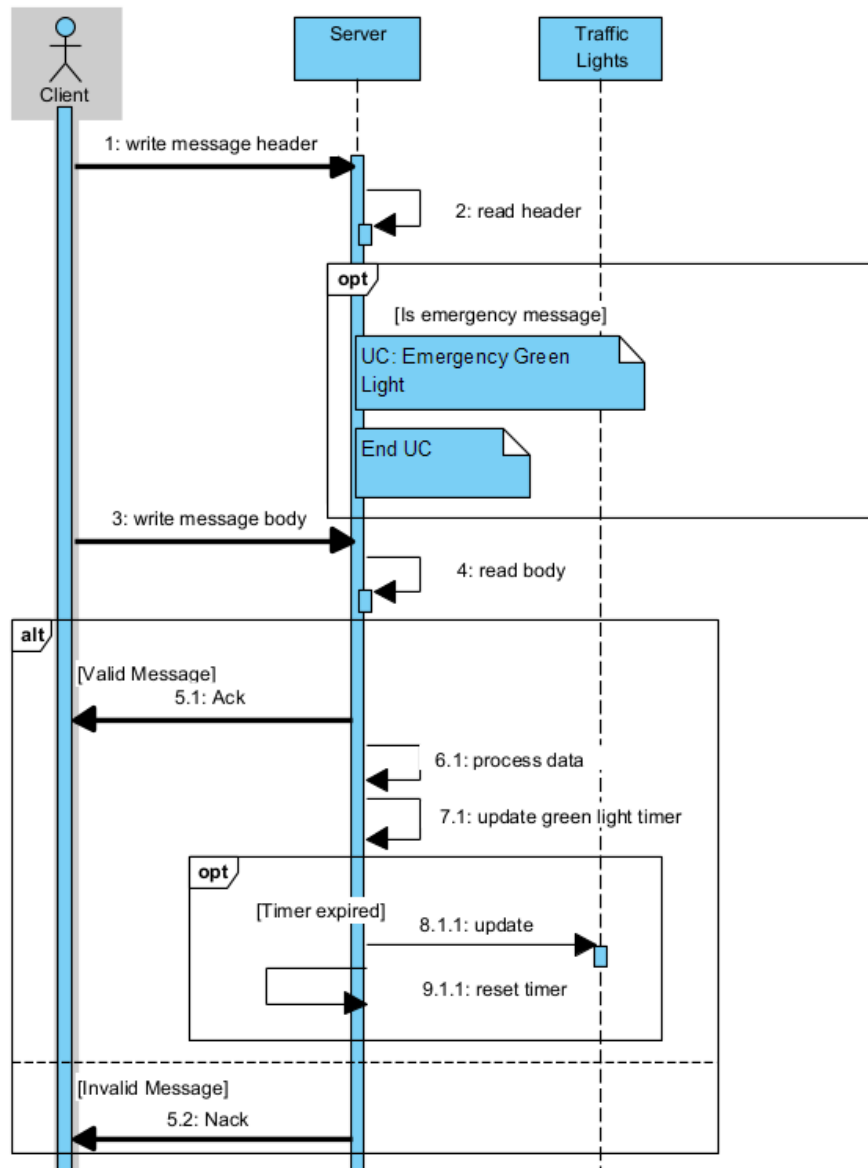 Client
Server
Traffic
Lights
1: write message header
2: read header
opt
[Is emergency message]
UC: Emergency Green
Light
End UC
3: write message body
4: read body
alt
[Valid Message]
5.1: Ack
6.1: process data
7.1: update green light timer
opt
[Timer expired]
8.1.1: update
9.1.1: reset timer
[Invalid Message]
5.2: Nack